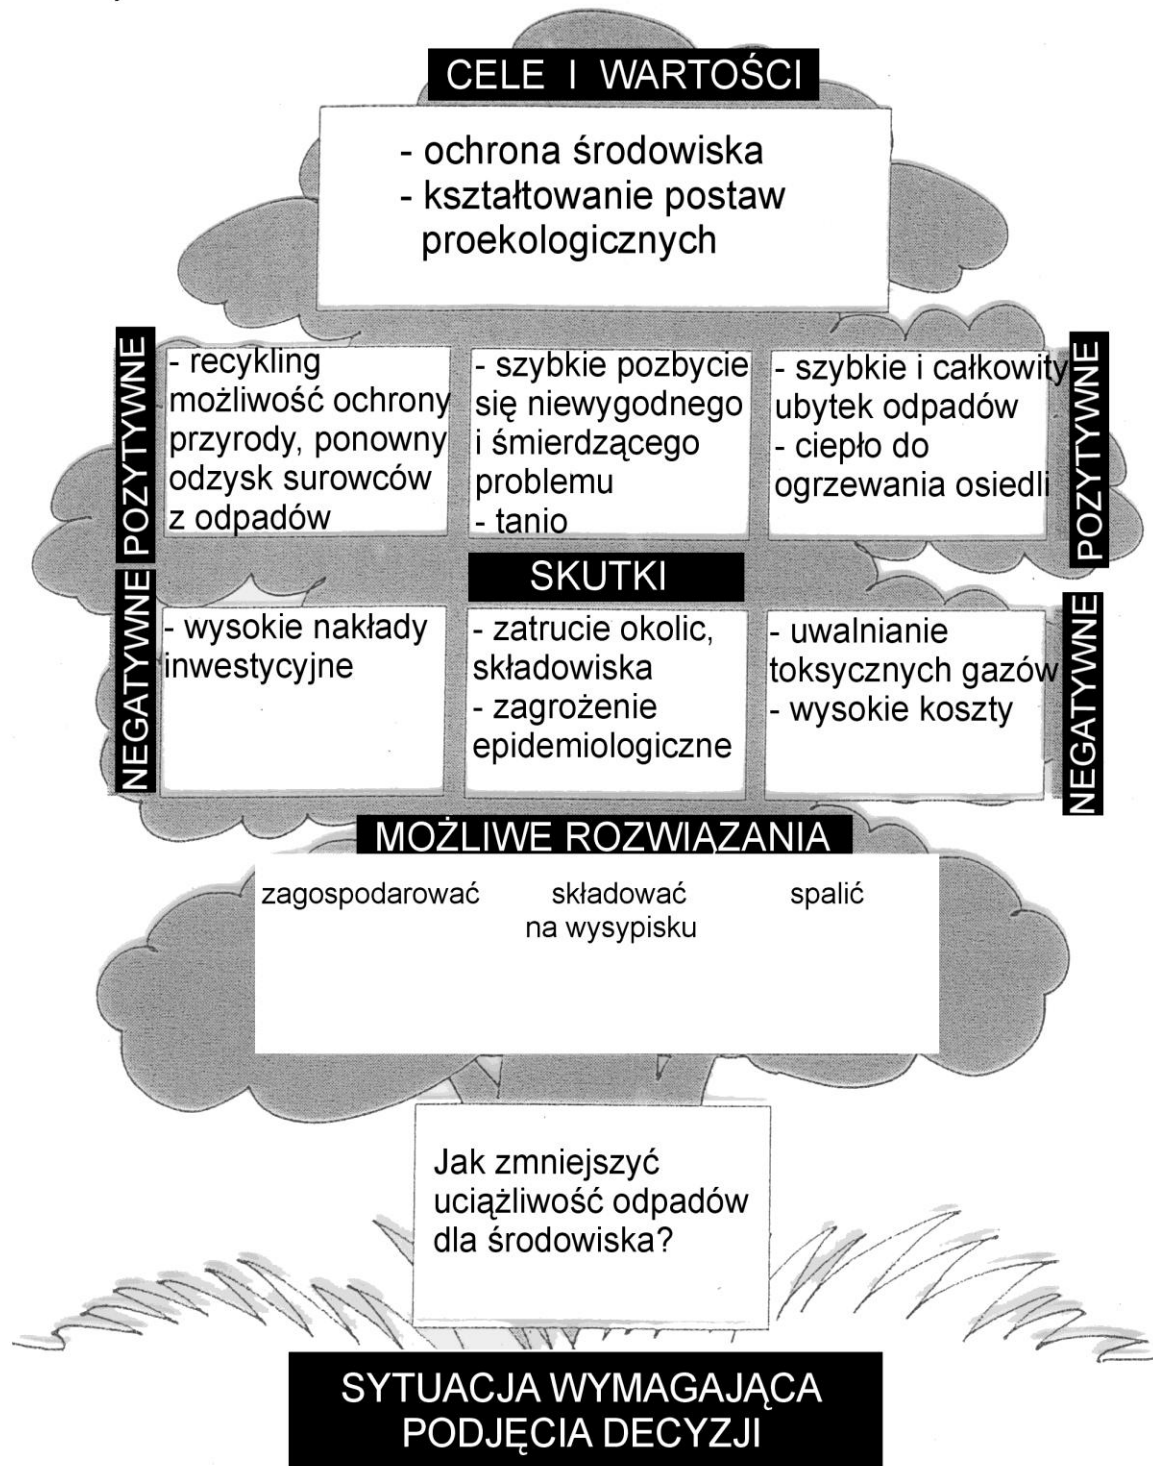 CELE I WARTOŚCI
- ochrona środowiska
- kształtowanie postaw
proekologicznych
POZYTYWNE
- recykling
możliwość ochrony
przyrody, ponowny
odzysk surowców
z odpadów
- szybkie pozbycie
się niewygodnego
i śmierdzącego
problemu
- tanio
- szybkie i całkowity
ubytek odpadów
- ciepło do
ogrzewania osiedli
POZYTYWNE
SKUTKI
NEGATYWNE
- wysokie nakłady
inwestycyjne
- zatrucie okolic,
składowiska
- zagrożenie
epidemiologiczne
- uwalnianie
toksycznych gazów
- wysokie koszty
NEGATYWNE
MOŻLIWE ROZWIĄZANIA
zagospodarować
składować
na wysypisku
spalić
Jak zmniejszyć
uciążliwość odpadów
dla środowiska?
SYTUACJA WYMAGAJĄCA
PODJĘCIA DECYZJI